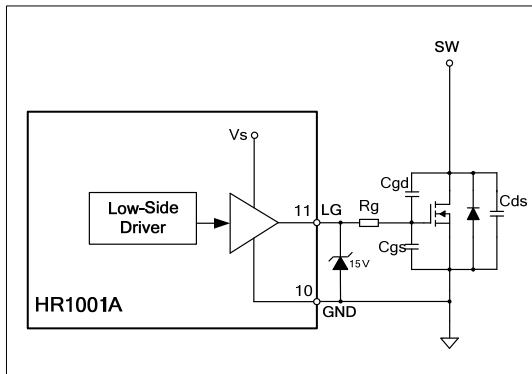 SW
Vs
Cgd
Low-Side
Driver
11
LG
Rg
Cds
Cgs
15V
10
GND
HR1001A